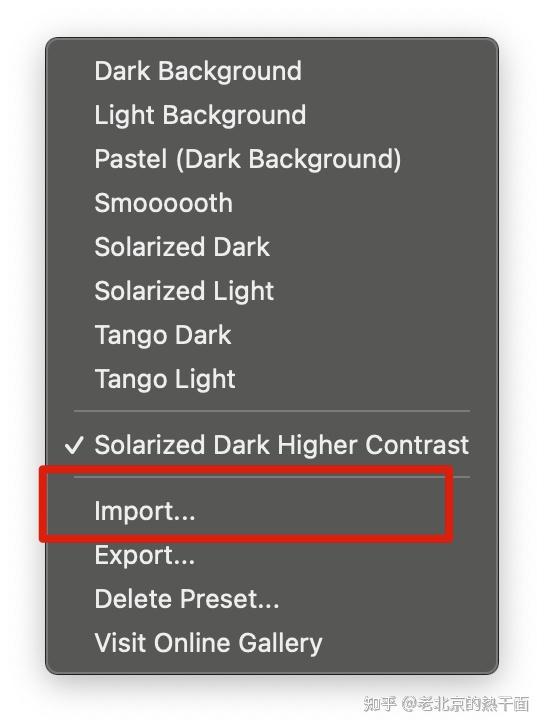 Dark Background
Light Background
Pastel (Dark Background)
Smoooooth
Solarized Dark
Solarized Light
Tango Dark
Tango Light
✓ Solarized Dark Higher Contrast
Import...
Export...
Delete Preset...
Visit Online Gallery
知乎 @老北京的熱干面